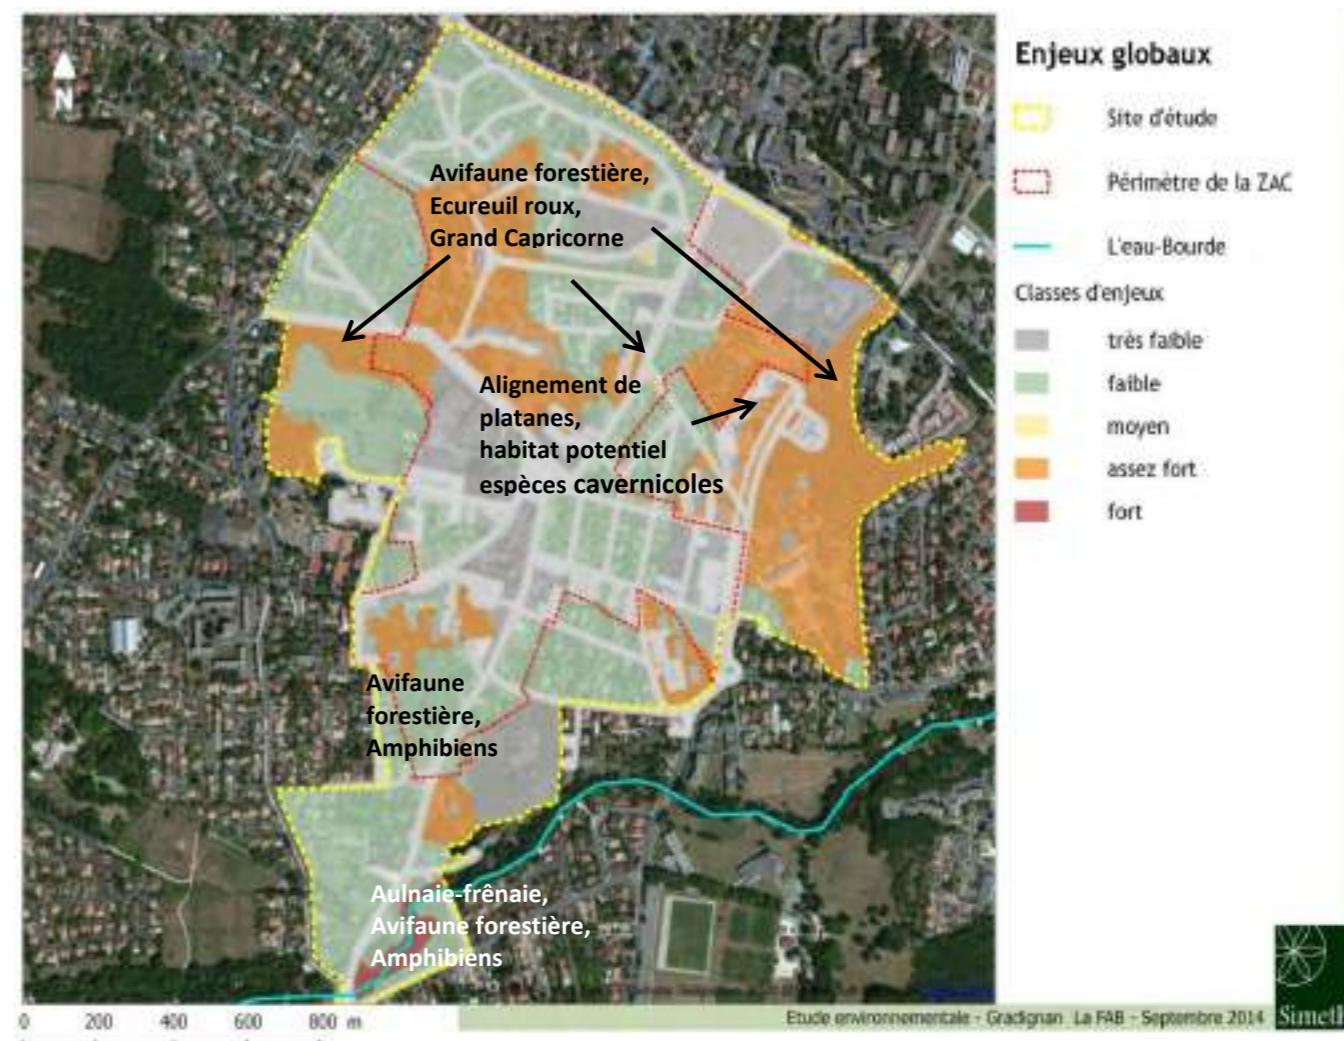 Enjeux globaux
Site d'étude
Périmètre de la ZAC
L'eau-Bourde
Classes d'enjeux
très faible
faible
moyen
assez fort
fort
N
Avifaune forestière,
Ecureuil roux,
Grand Capricorne
Alignement de
platanes,
habitat potentiel
espèces cavernicoles
Avifaune
forestière,
Amphibiens
Aulnaie-frênaie,
Avifaune forestière,
Amphibiens
0 200 400 600 800 m
Etude environnementale - Gradignan La FAB - Septembre 2014
Simeth